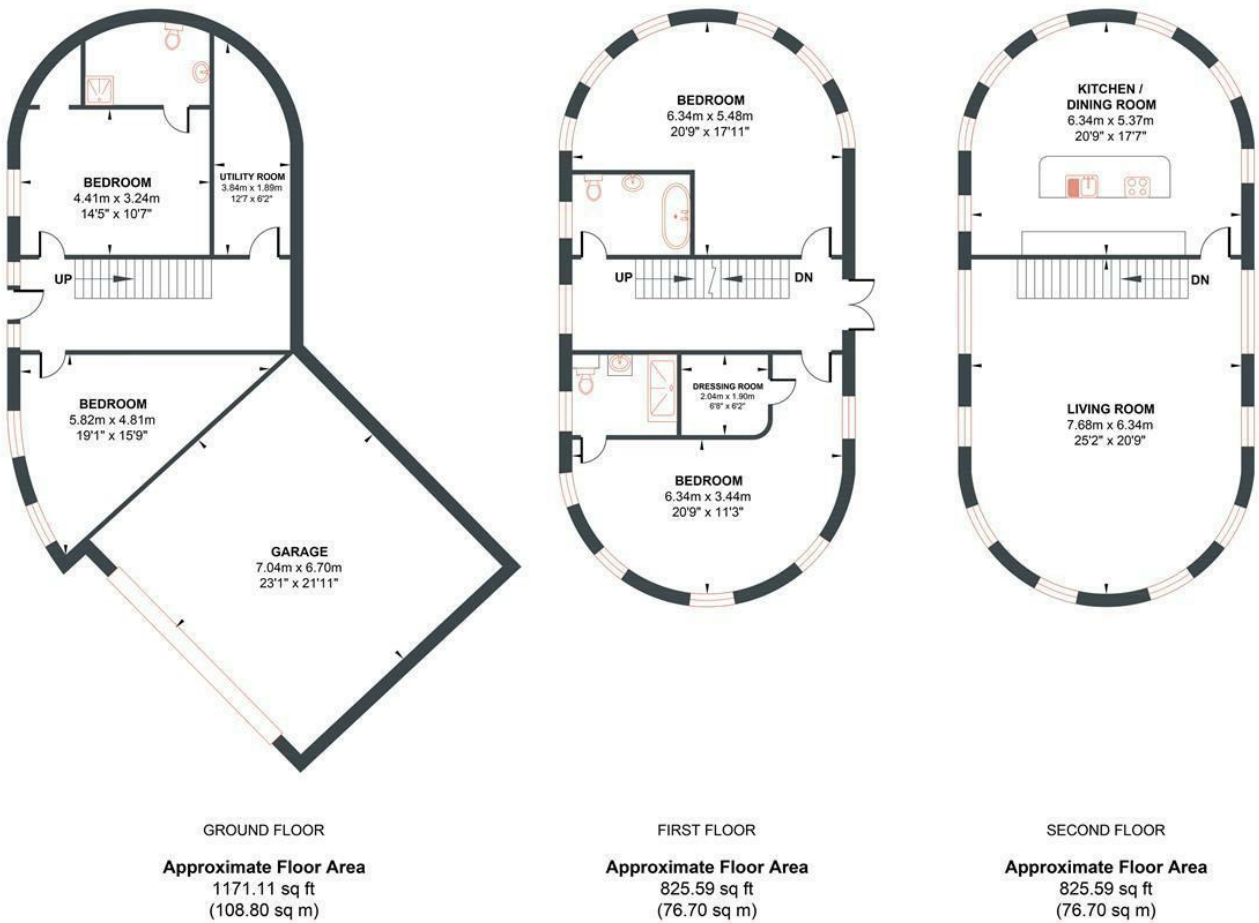 BEDROOM
4.41m x 3.24m
14'5" x 10'7"
UTILITY ROOM
3.84m x 1.89m
12'7 x 6'2"
UP
BEDROOM
5.82m x 4.81m
19'1" x 15'9"
GARAGE
7.04m x 6.70m
23'1" x 21'11"
GROUND FLOOR
Approximate Floor Area
1171.11 sq ft
(108.80 sq m)
BEDROOM
6.34m x 5.48m
20'9" x 17'11"
UP
DN
DRESSING ROOM
2.04m x 1.90m
6'8" x 6'2"
BEDROOM
6.34m x 3.44m
20'9" x 11'3"
FIRST FLOOR
Approximate Floor Area
825.59 sq ft
(76.70 sq m)
KITCHEN /
DINING ROOM
6.34m x 5.37m
20'9" x 17'7"
DN
LIVING ROOM
7.68m x 6.34m
25'2" x 20'9"
SECOND FLOOR
Approximate Floor Area
825.59 sq ft
(76.70 sq m)